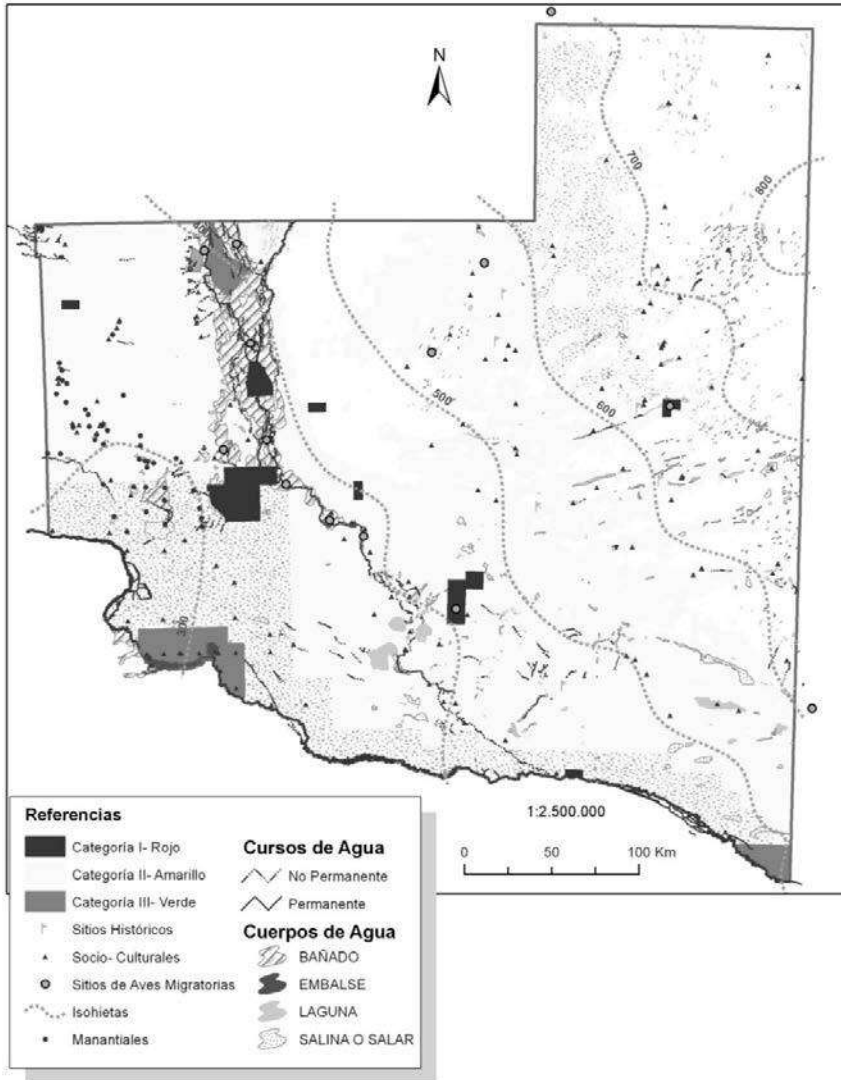 N
700
800
500
600
300
1:2.500.000
0 50 100 Km
Referencias
Categoría I- Rojo
Categoría II- Amarillo
Categoría III- Verde
Sitios Históricos
Socio- Culturales
Sitios de Aves Migratorias
Isohietas
Manantiales
Cursos de Agua
No Permanente
Permanente
Cuerpos de Agua
BAÑADO
EMBALSE
LAGUNA
SALINA O SALAR